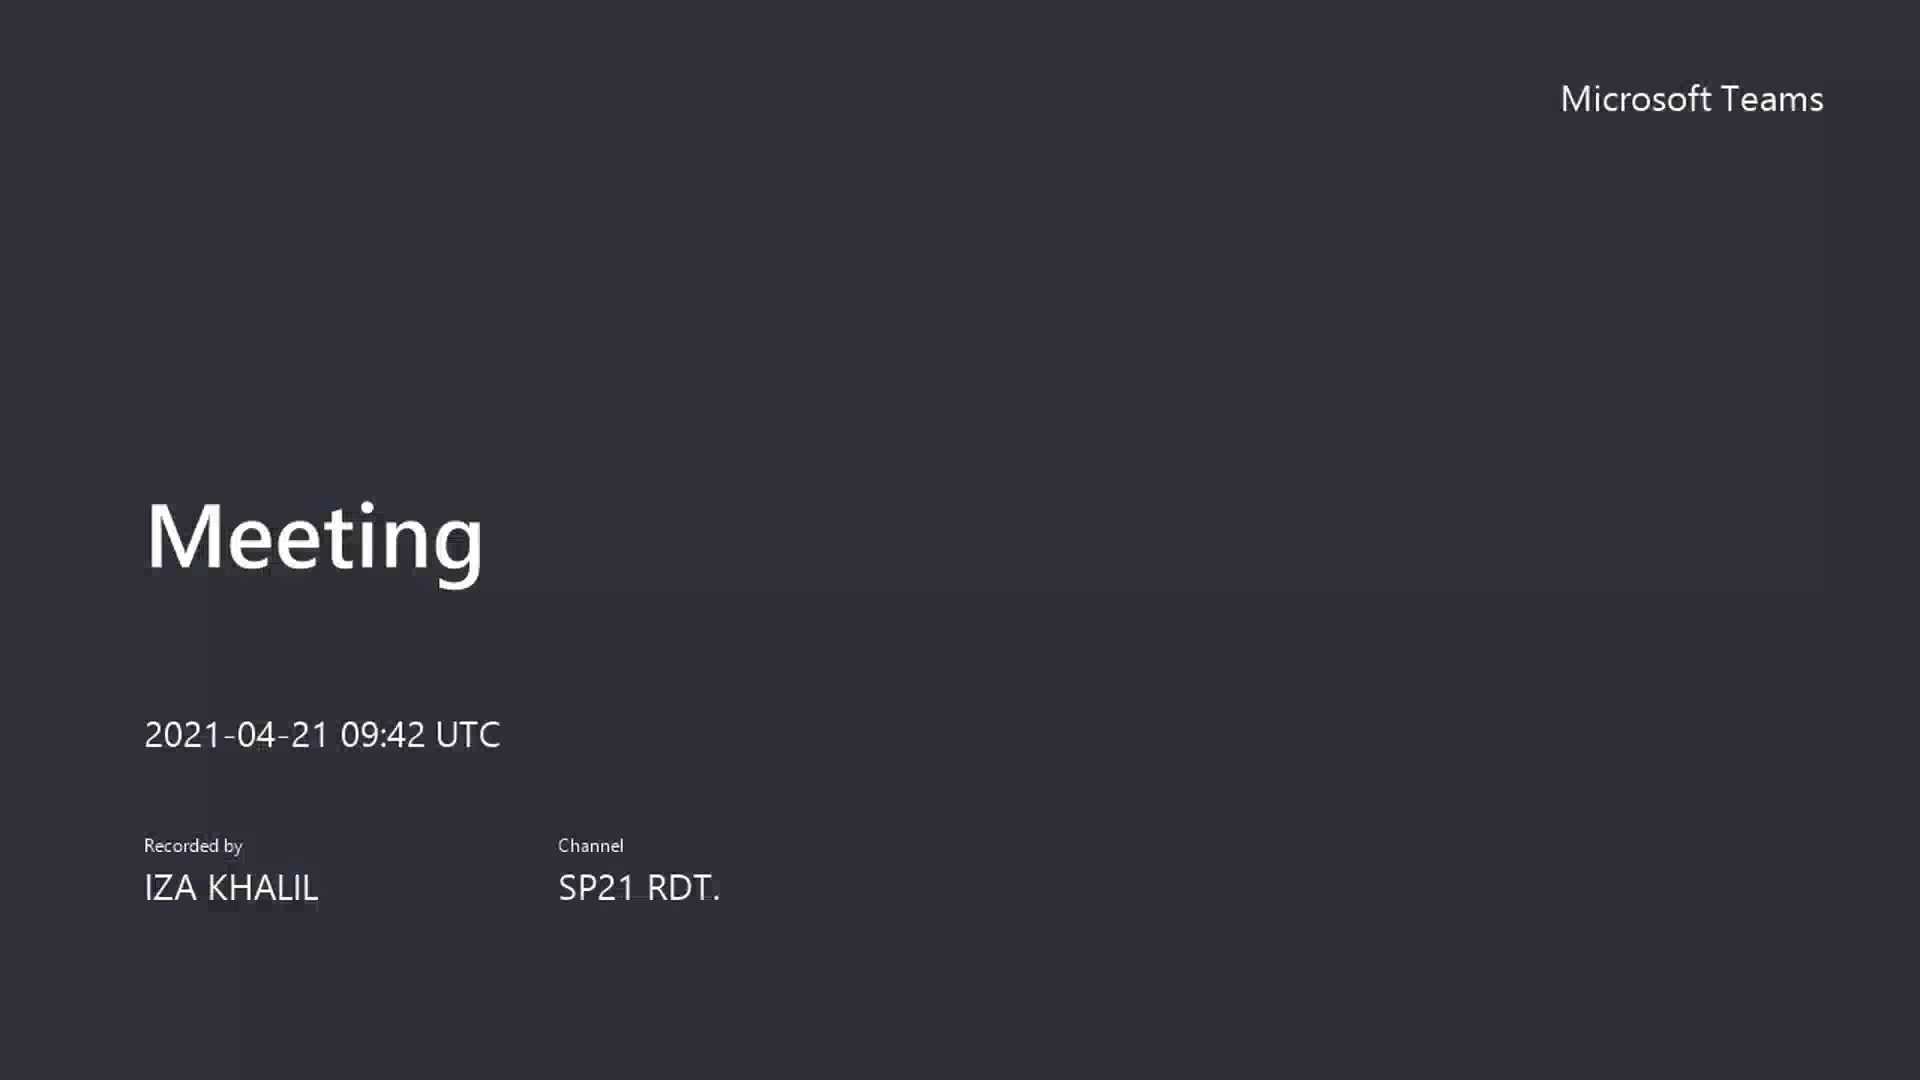 Microsoft Teams
Meeting
2021-04-21 09:42 UTC
Recorded by
IZA KHALIL
Channel
SP21 RDT.